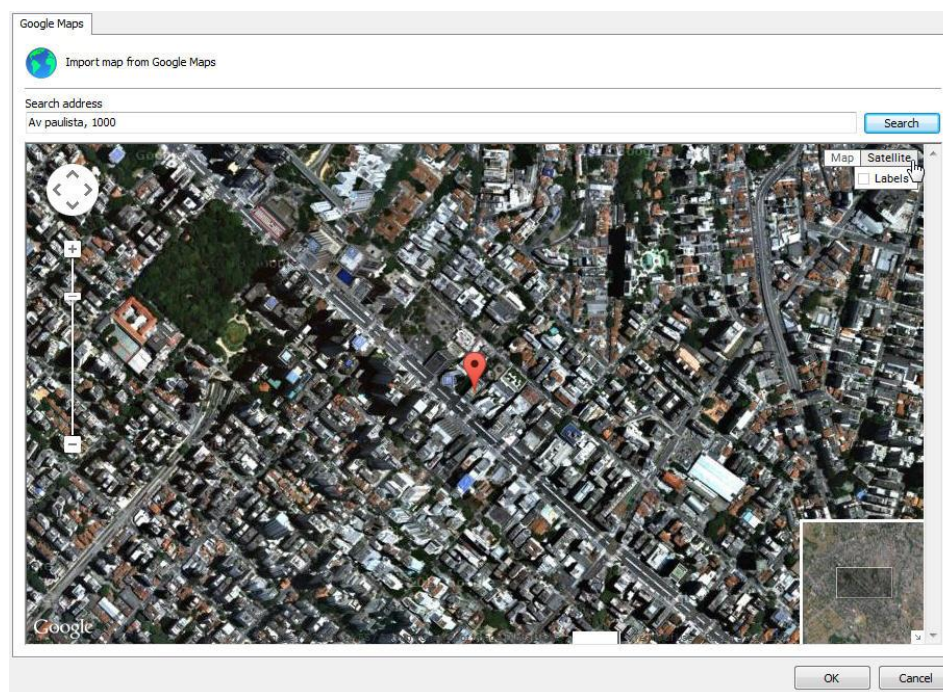 Google Maps
Import map from Google Maps
Search address
Av paulista, 1000
Search
Map
Satellite
Labels
Google
OK
Cancel